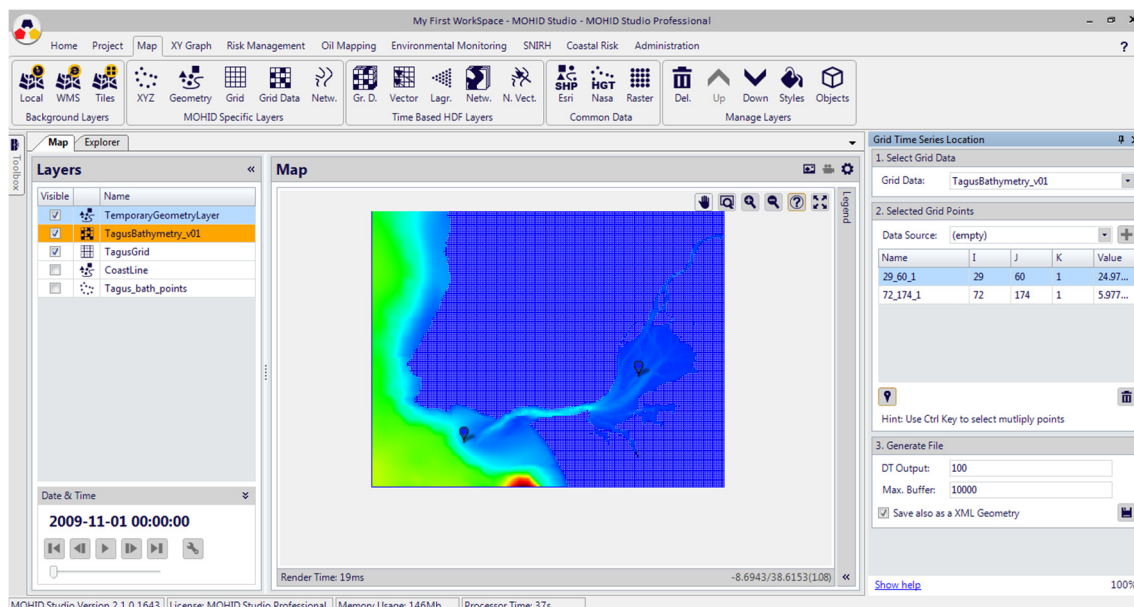 My First WorkSpace - MOHID Studio - MOHID Studio Professional
Home Project Map XY Graph Risk Management Oil Mapping Environmental Monitoring SNIRH Coastal Risk Administration ?
SHP HGT
Local WMS Tiles XYZ Geometry Grid Grid Data Netw. Gr. D. Vector Lagr. Netw. N. Vect. Esri Nasa Raster Del. Up Down Styles Objects
Background Layers MOHID Specific Layers Time Based HDF Layers Common Data Manage Layers
Toolbox
Map Explorer
Layers «
Visible Name
TemporaryGeometryLayer
TagusBathymetry_v01
TagusGrid
CoastLine
Tagus_bath_points
Date & Time
2009-11-01 00:00:00
Map
Legend
Render Time: 19ms -8.6943/38.6153(1.08) «
Grid Time Series Location
1. Select Grid Data
Grid Data: TagusBathymetry_v01
2. Selected Grid Points
Data Source: (empty)
Name I J K Value
29_60_1 29 60 1 24.97...
72_174_1 72 174 1 5.977...
Hint: Use Ctrl Key to select mutliply points
3. Generate File
DT Output: 100
Max. Buffer: 10000
Save also as a XML Geometry
Show help 100%
MOHID Studio Version 2.1.0.1643 License: MOHID Studio Professional Memory Usage: 146Mb Processor Time: 37s